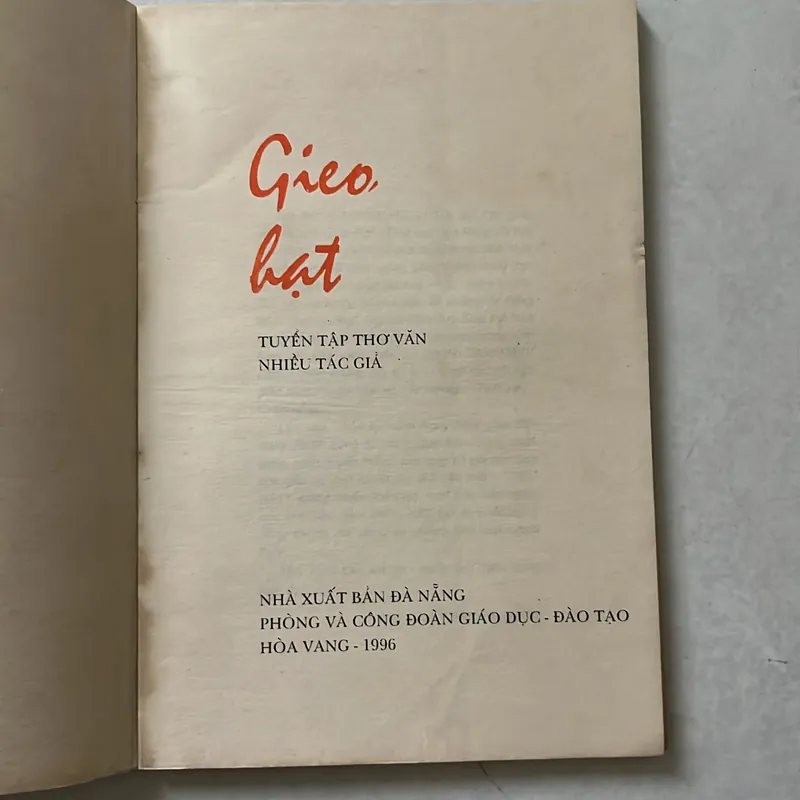 Gieo
hạt
TUYỂN TẬP THƠ VĂN
NHIỀU TÁC GIẢ
NHÀ XUẤT BẢN ĐÀ NẴNG
PHÒNG VÀ CÔNG ĐOÀN GIÁO DỤC - ĐÀO TẠO
HÒA VANG - 1996